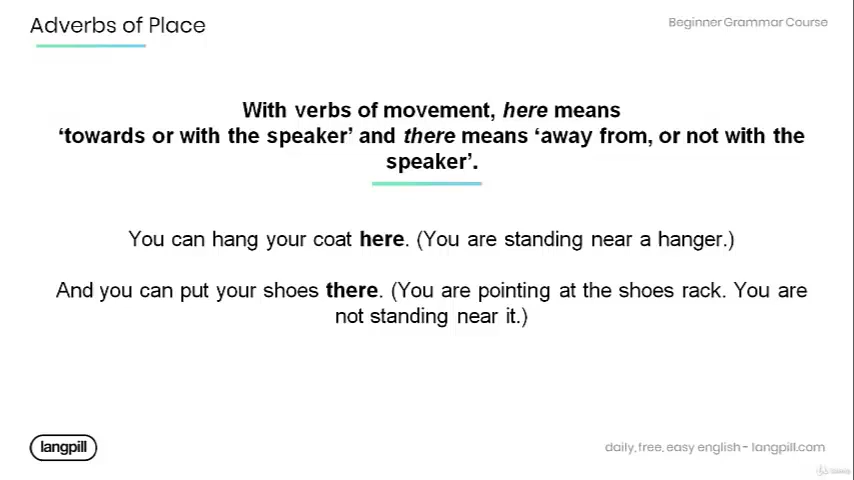 Adverbs of Place
Beginner Grammar Course
With verbs of movement, here means
‘towards or with the speaker’ and there means ‘away from, or not with the
speaker’.
You can hang your coat here. (You are standing near a hanger.)
And you can put your shoes there. (You are pointing at the shoes rack. You are
not standing near it.)
langpill
daily, free, easy english - langpill.com